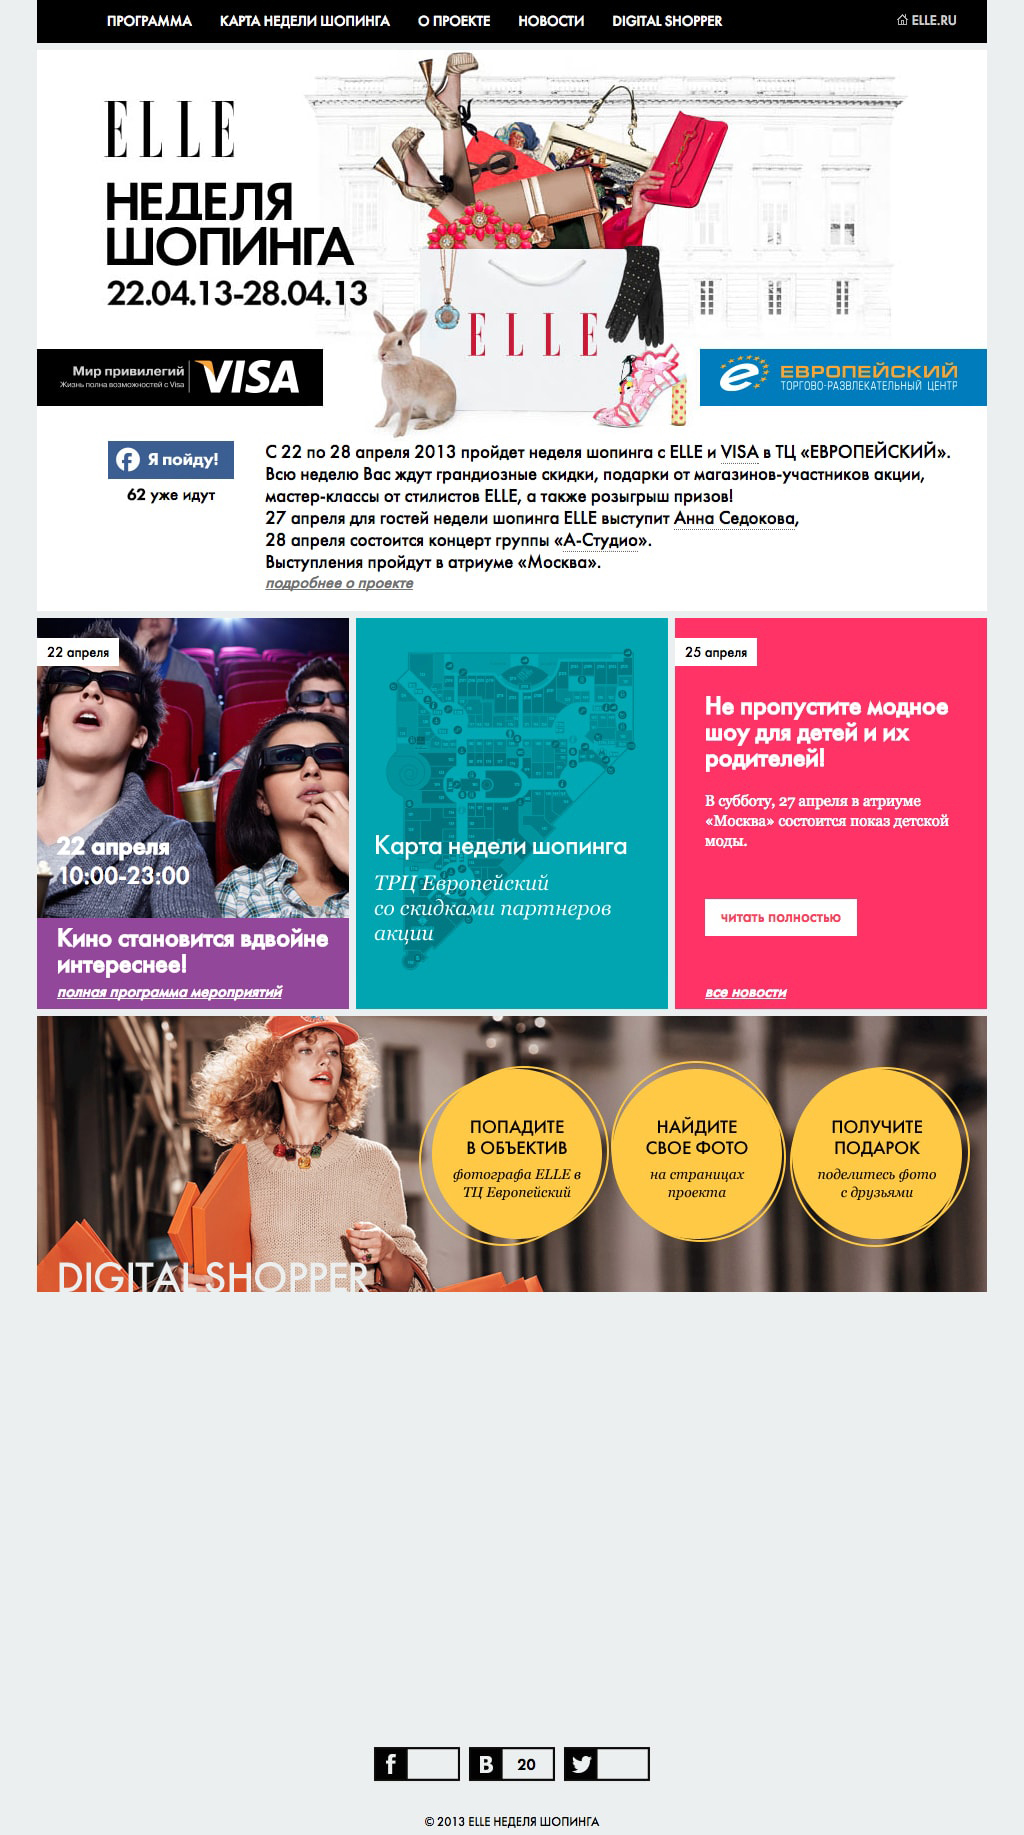 ПРОГРАММА КАРТА НЕДЕЛИ ШОПИНГА О ПРОЕКТЕ НОВОСТИ DIGITAL SHOPPER ELLE.RU
ELLE
НЕДЕЛЯ
ШОПИНГА
22.04.13-28.04.13
ELLE
Мир привилегий
Жизнь полна возможностей с Visa
VISA
ЕВРОПЕЙСКИЙ
ТОРГОВО-РАЗВЛЕКАТЕЛЬНЫЙ ЦЕНТР
Я пойду!
62 уже идут
С 22 по 28 апреля 2013 пройдет неделя шопинга с ELLE и VISA в ТЦ «ЕВРОПЕЙСКИЙ».
Всю неделю Вас ждут грандиозные скидки, подарки от магазинов-участников акции,
мастер-классы от стилистов ELLE, а также розыгрыш призов!
27 апреля для гостей недели шопинга ELLE выступит Анна Седокова,
28 апреля состоится концерт группы «А-Студио».
Выступления пройдут в атриуме «Москва».
подробнее о проекте
22 апреля
22 апреля
10:00-23:00
Кино становится вдвойне
интереснее!
полная программа мероприятий
Карта недели шопинга
ТРЦ Европейский
со скидками партнеров
акции
25 апреля
Не пропустите модное
шоу для детей и их
родителей!
В субботу, 27 апреля в атриуме
«Москва» состоится показ детской
моды.
читать полностью
все новости
DIGITAL SHOPPER
ПОПАДИТЕ
В ОБЪЕКТИВ
фотографа ELLE в
ТЦ Европейский
НАЙДИТЕ
СВОЕ ФОТО
на страницах
проекта
ПОЛУЧИТЕ
ПОДАРОК
поделитесь фото
с друзьями
20
© 2013 ELLE НЕДЕЛЯ ШОПИНГА